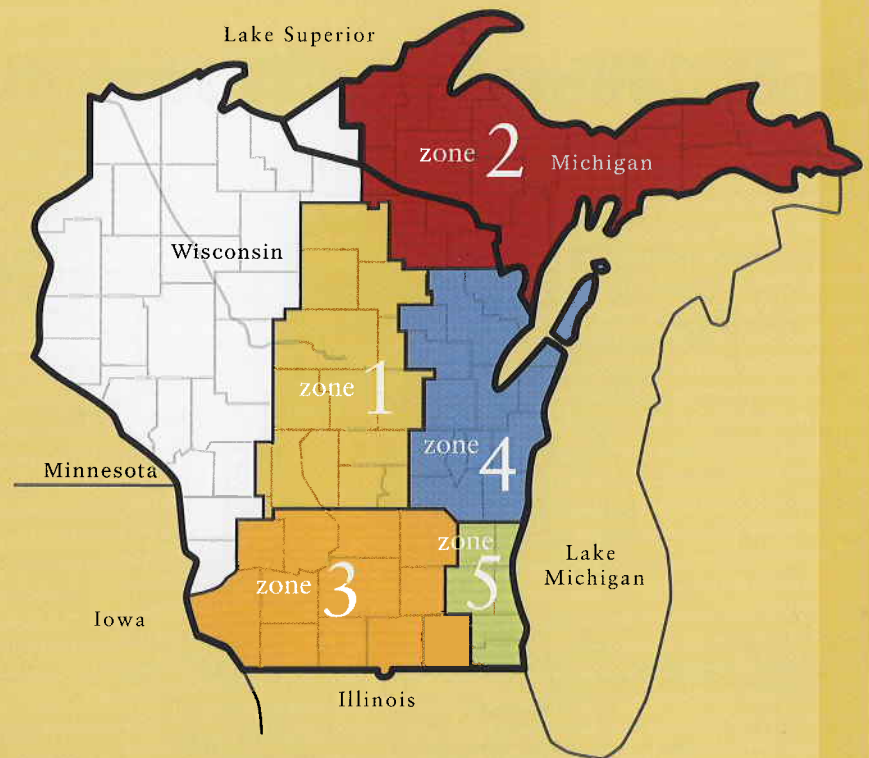 Lake Superior
zone 2
Michigan
Wisconsin
zone 1
zone 4
Minnesota
zone 5
Lake
Michigan
zone 3
Iowa
Illinois